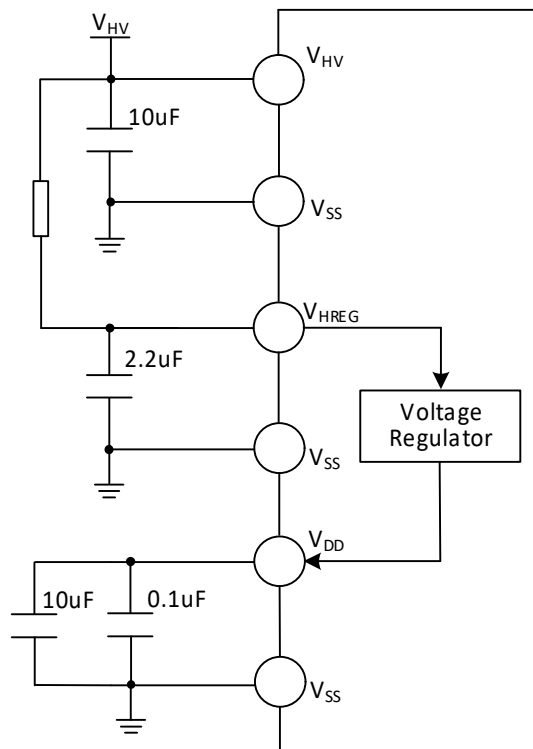 VHV
VHV
10uF
VSS
VHREG
2.2uF
Voltage
Regulator
VSS
VDD
10uF
0.1uF
VSS